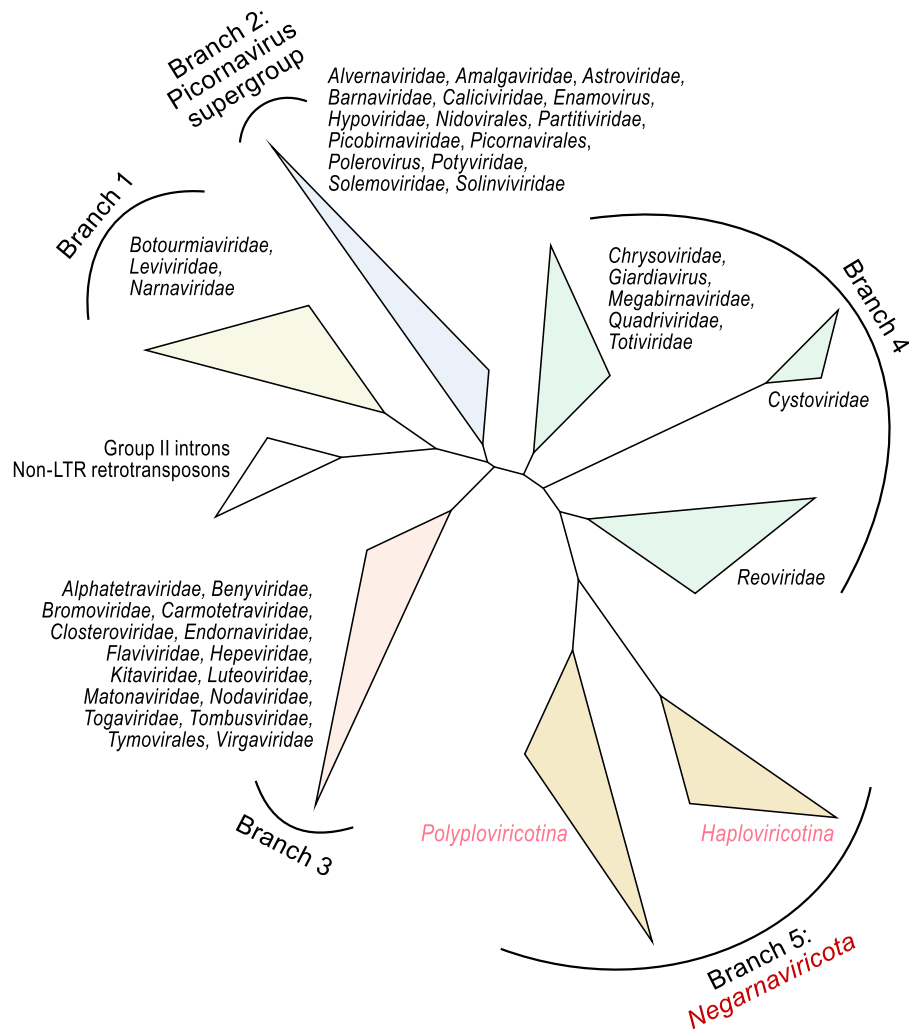 Branch 2:
Picornavirus
supergroup
Alvernaviridae, Amalgaviridae, Astroviridae,
Barnaviridae, Caliciviridae, Enamovirus,
Hypoviridae, Nidovirales, Partitiviridae,
Picobirnaviridae, Picornavirales,
Polerovirus, Potyviridae,
Solemoviridae, Solinviviridae
Branch 1
Botourmiaviridae,
Leviviridae,
Narnaviridae
Chrysoviridae,
Giardiavirus,
Megabirnaviridae,
Quadriviridae,
Totiviridae
Branch 4
Cystoviridae
Group II introns
Non-LTR retrotransposons
Reoviridae
Alphatetraviridae, Benyviridae,
Bromoviridae, Carmotetraviridae,
Closteroviridae, Endornaviridae,
Flaviviridae, Hepeviridae,
Kitaviridae, Luteoviridae,
Matonaviridae, Nodaviridae,
Togaviridae, Tombusviridae,
Tymovirales, Virgaviridae
Branch 3
Polyploviricotina
Haploviricotina
Branch 5:
Negarnaviricota